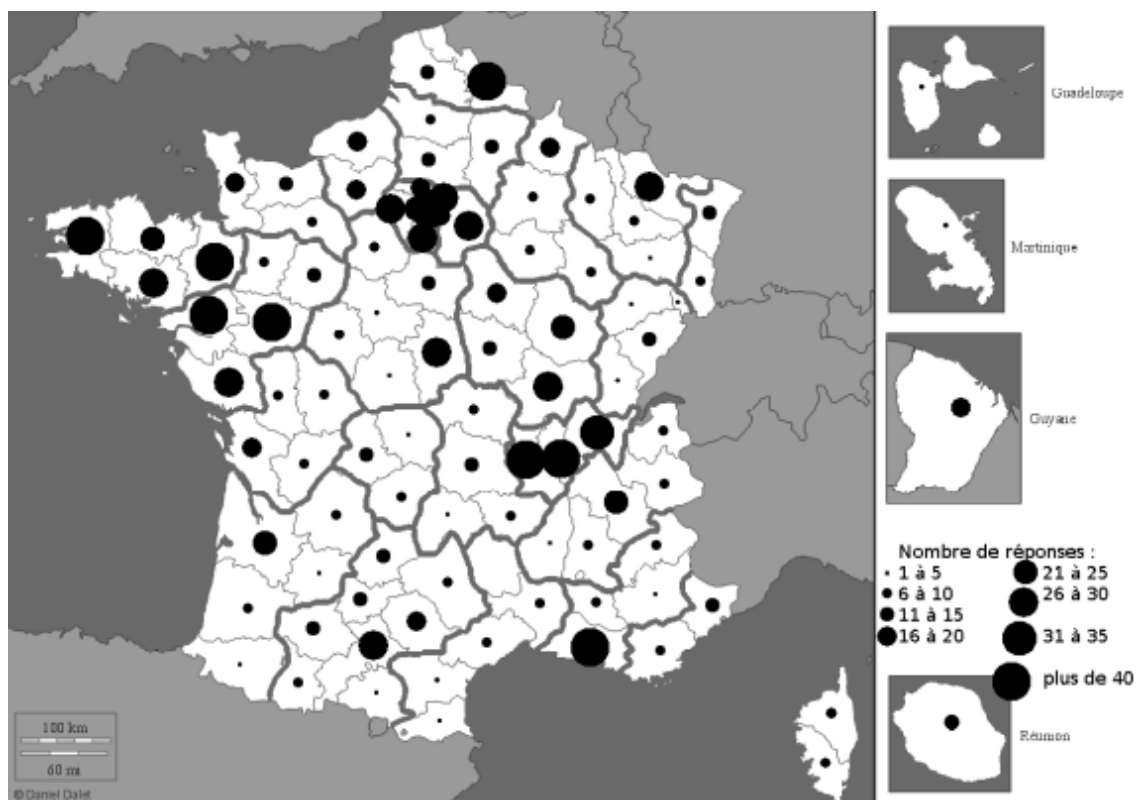 Guadeloupe
Martinique
Guyane
Nombre de réponses :
1 à 5
6 à 10
11 à 15
16 à 20
21 à 25
26 à 30
31 à 35
plus de 40
Réunion
100 km
60 mi
© Daniel Dalet